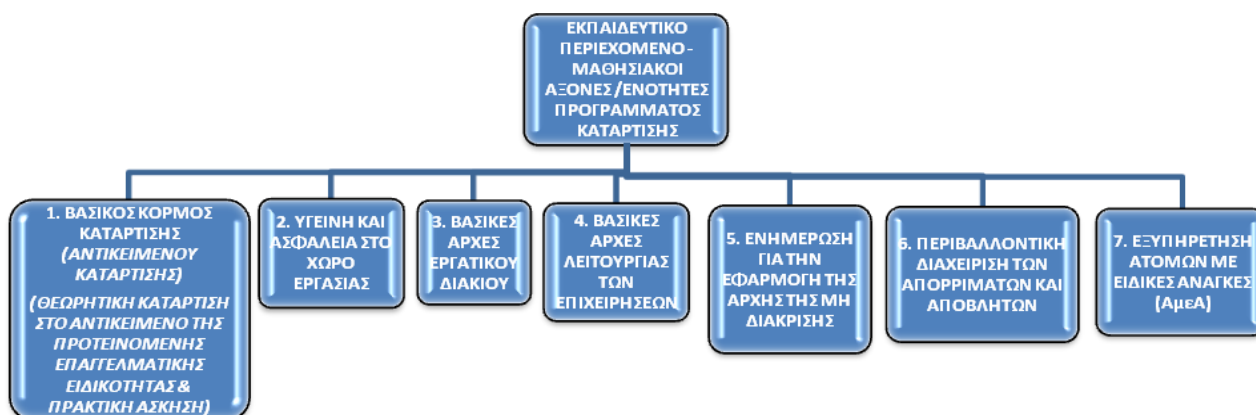 ΕΚΠΑΙΔΕΥΤΙΚΟ
ΠΕΡΙΕΧΟΜΕΝΟ -
ΜΑΘΗΣΙΑΚΟΙ
ΑΞΟΝΕΣ/ΕΝΟΤΗΤΕΣ
ΠΡΟΓΡΑΜΜΑΤΟΣ
ΚΑΤΑΡΤΙΣΗΣ
1. ΒΑΣΙΚΟΣ ΚΟΡΜΟΣ
ΚΑΤΑΡΤΙΣΗΣ
(ΑΝΤΙΚΕΙΜΕΝΟΥ
ΚΑΤΑΡΤΙΣΗΣ)
(ΘΕΩΡΗΤΙΚΗ ΚΑΤΑΡΤΙΣΗ
ΣΤΟ ΑΝΤΙΚΕΙΜΕΝΟ ΤΗΣ
ΠΡΟΤΕΙΝΟΜΕΝΗΣ
ΕΠΑΓΓΕΛΜΑΤΙΚΗΣ
ΕΙΔΙΚΟΤΗΤΑΣ &
ΠΡΑΚΤΙΚΗ ΑΣΚΗΣΗ)
2. ΥΓΕΙΝΗ ΚΑΙ
ΑΣΦΑΛΕΙΑ ΣΤΟ
ΧΩΡΟ
ΕΡΓΑΣΙΑΣ
3. ΒΑΣΙΚΕΣ
ΑΡΧΕΣ
ΕΡΓΑΤΙΚΟΥ
ΔΙΑΚΙΟΥ
4. ΒΑΣΙΚΕΣ
ΑΡΧΕΣ
ΛΕΙΤΟΥΡΓΙΑΣ
ΤΩΝ
ΕΠΙΧΕΙΡΗΣΕΩΝ
5. ΕΝΗΜΕΡΩΣΗ
ΓΙΑ ΤΗΝ
ΕΦΑΡΜΟΓΗ ΤΗΣ
ΑΡΧΗΣ ΤΗΣ ΜΗ
ΔΙΑΚΡΙΣΗΣ
6. ΠΕΡΙΒΑΛΛΟΝΤΙΚΗ
ΔΙΑΧΕΙΡΙΣΗ ΤΩΝ
ΑΠΟΡΡΙΜΑΤΩΝ ΚΑΙ
ΑΠΟΒΛΗΤΩΝ
7. ΕΞΥΠΗΡΕΤΗΣΗ
ΑΤΟΜΩΝ ΜΕ
ΕΙΔΙΚΕΣ ΑΝΑΓΚΕΣ
(ΑμεΑ)